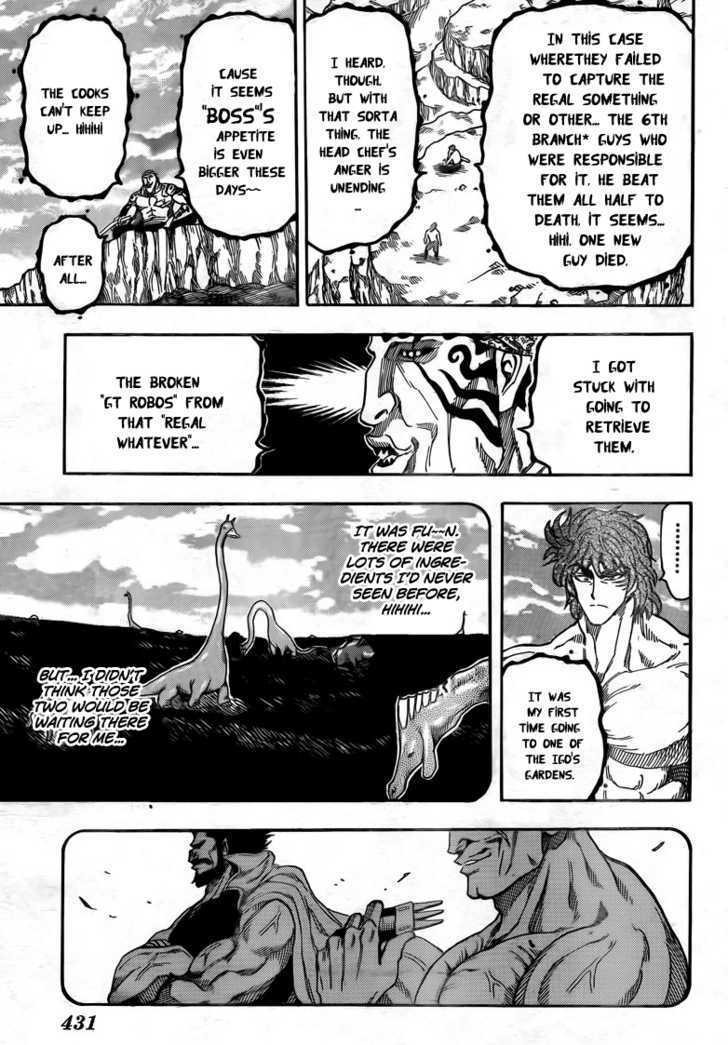 IN THIS CASE
WHERETHEY FAILED
TO CAPTURE THE
REGAL SOMETHING
OR OTHER... THE 6TH
BRANCH* GUYS WHO
WERE RESPONSIBLE
FOR IT. HE BEAT
THEM ALL HALF TO
DEATH, IT SEEMS...
HIHI. ONE NEW
GUY DIED.
I HEARD,
THOUGH,
BUT WITH
THAT SORTA
THING, THE
HEAD CHEF'S
ANGER IS
UNENDING
...
CAUSE
IT SEEMS
"BOSS"'S
APPETITE
IS EVEN
BIGGER THESE
DAYS~~
THE COOKS
CAN'T KEEP
UP... HIHIHI
AFTER
ALL...
I GOT
STUCK WITH
GOING TO
RETRIEVE
THEM.
THE BROKEN
"GT ROBOS" FROM
THAT "REGAL
WHATEVER"...
.........
IT WAS
MY FIRST
TIME GOING
TO ONE OF
THE IGO'S
GARDENS.
IT WAS FU~~N.
THERE WERE
LOTS OF INGRE-
DIENTS I'D NEVER
SEEN BEFORE,
HIHIHI...
BUT... I DIDN'T
THINK THOSE
TWO WOULD BE
WAITING THERE
FOR ME...
431